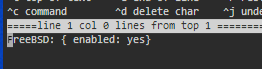 ^c command ^d delete char ^j unde
=====line 1 col 0 lines from top 1 =====
FreeBSD: { enabled: yes}